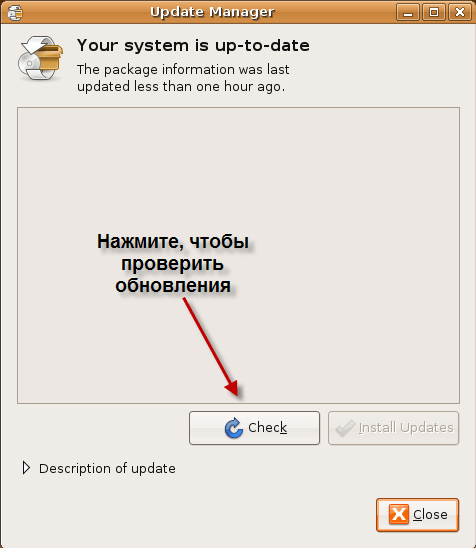 Update Manager
Your system is up-to-date
The package information was last
updated less than one hour ago.
Нажмите, чтобы
проверить
обновления
Check
Install Updates
Description of update
Close